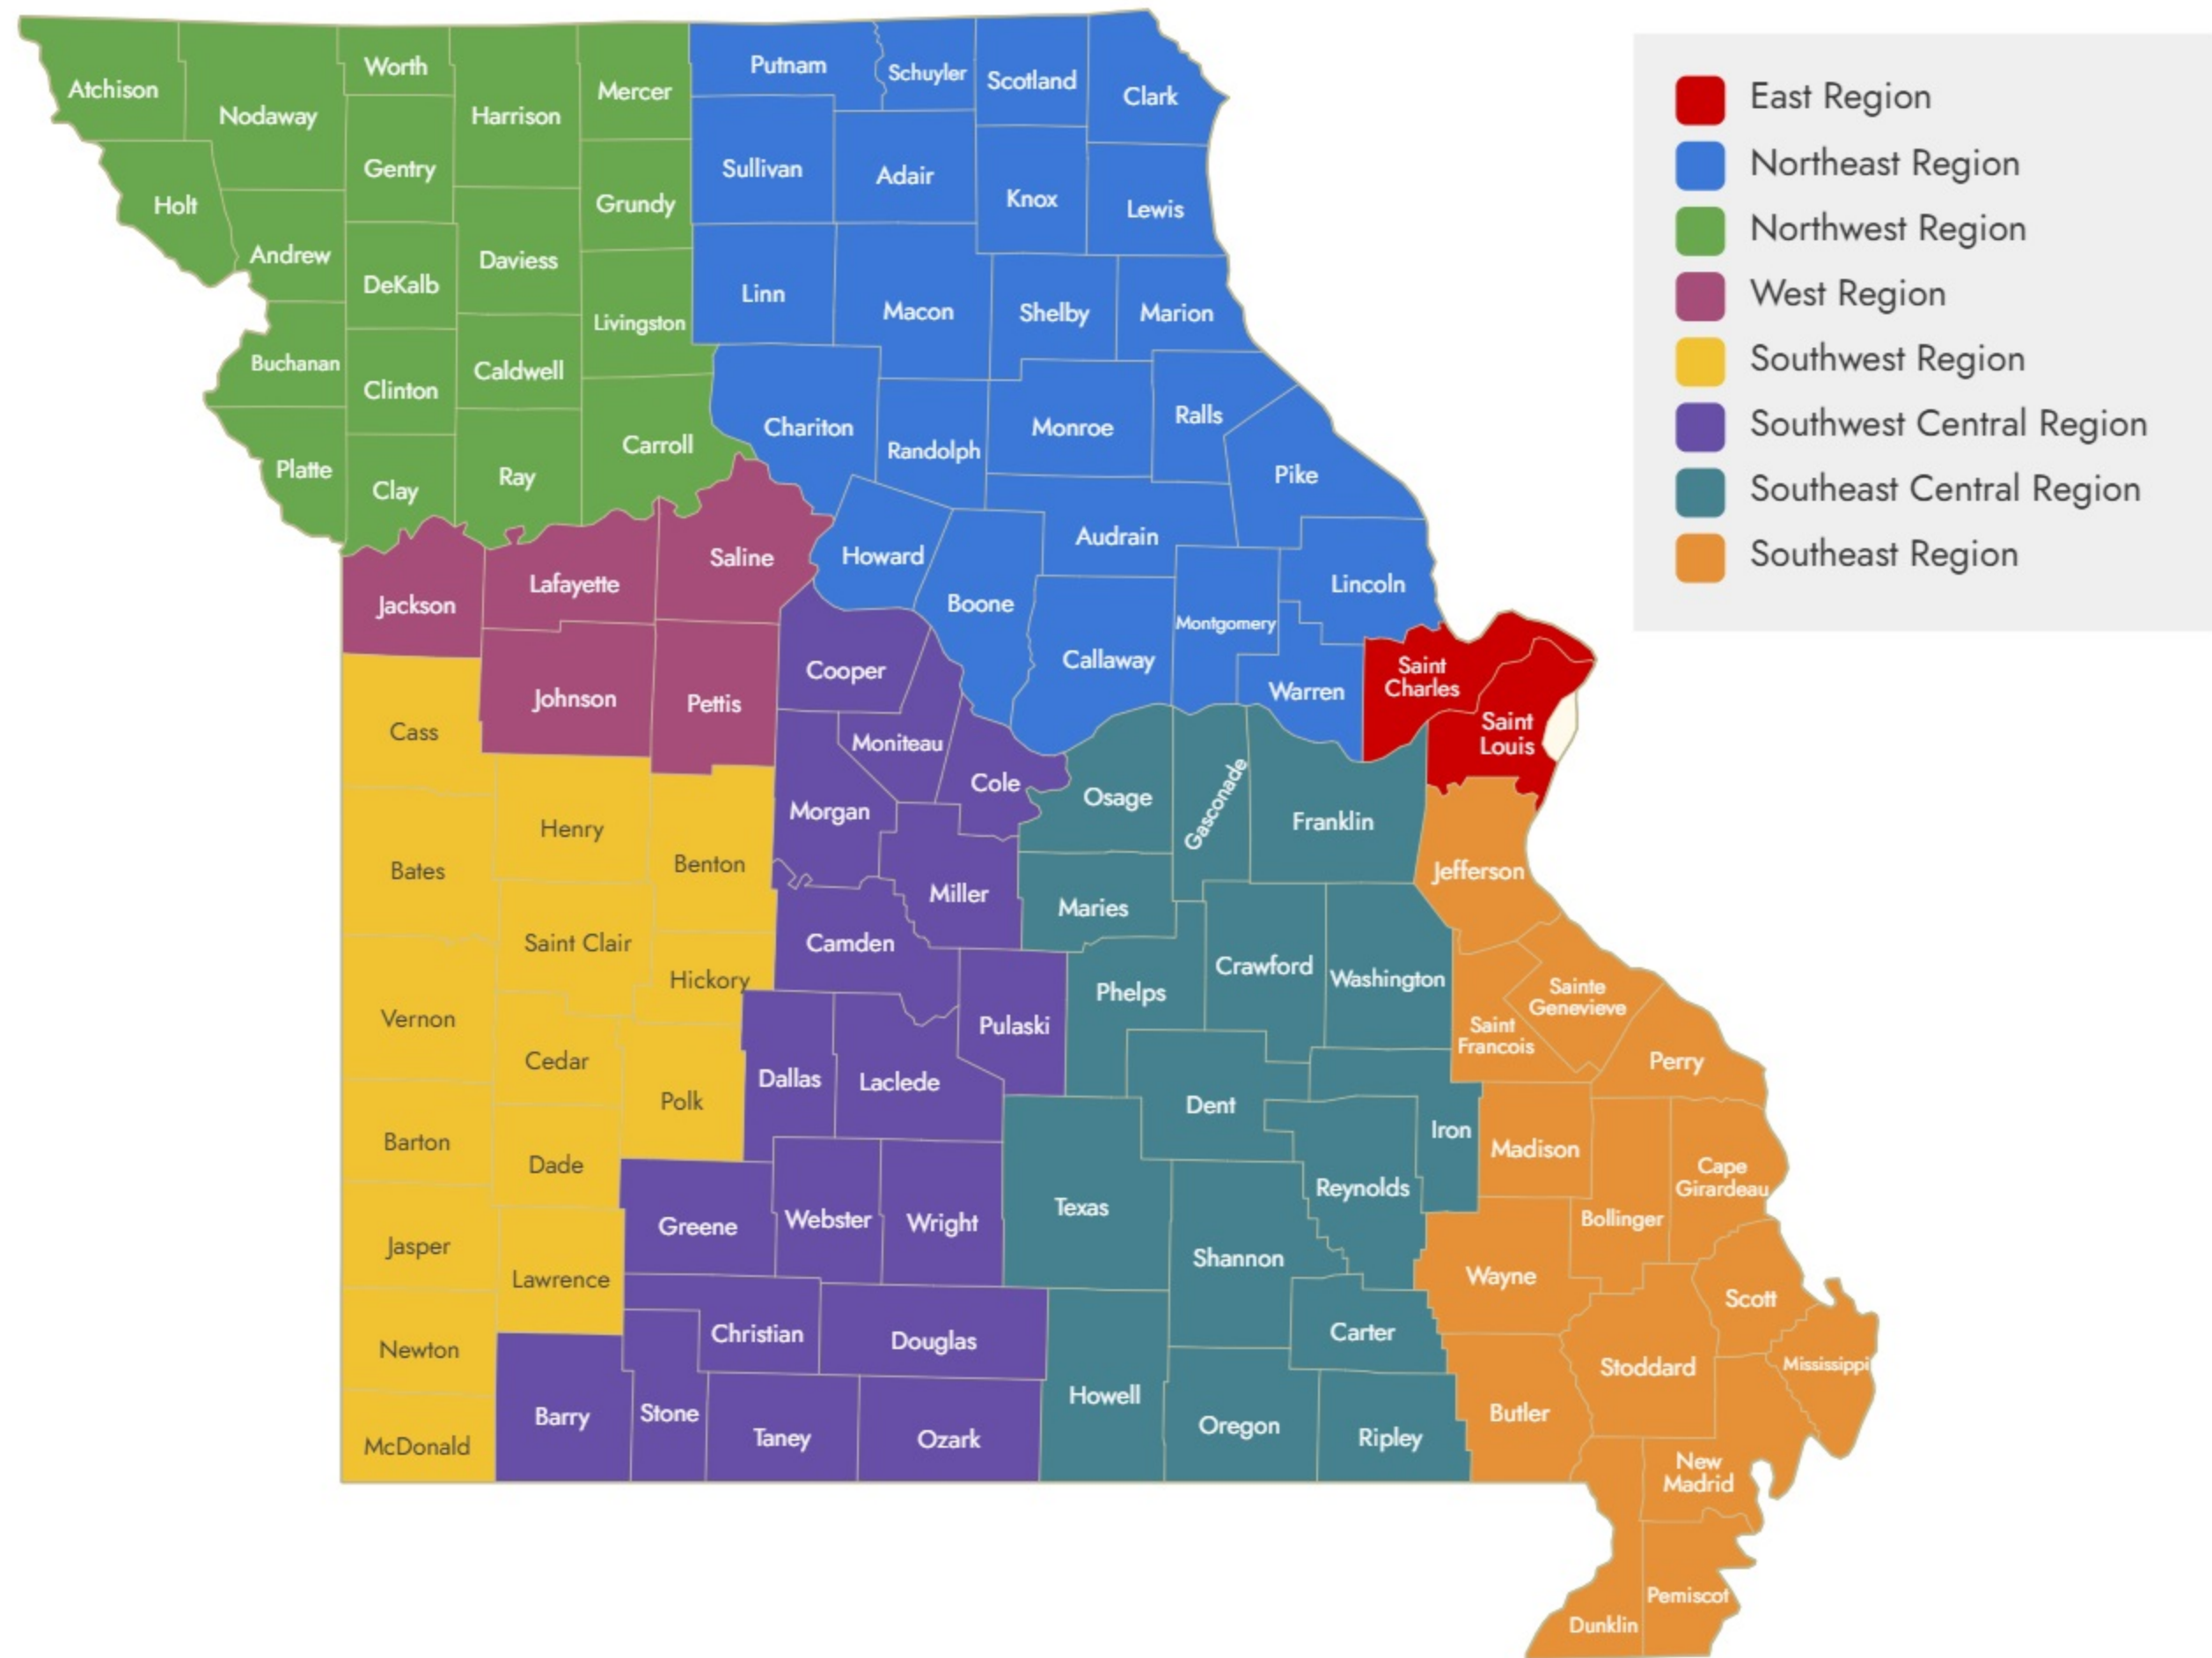 Atchison
Nodaway
Worth
Harrison
Mercer
Putnam
Schuyler
Scotland
Clark
Holt
Gentry
Grundy
Sullivan
Adair
Knox
Lewis
Andrew
DeKalb
Daviess
Livingston
Linn
Macon
Shelby
Marion
Buchanan
Clinton
Caldwell
Carroll
Chariton
Randolph
Monroe
Ralls
Pike
Platte
Clay
Ray
Saline
Howard
Audrain
Lincoln
Jackson
Lafayette
Boone
Montgomery
Callaway
Warren
Saint
Charles
Saint
Louis
Johnson
Pettis
Cooper
Moniteau
Cole
Cass
Morgan
Osage
Gasconade
Franklin
Henry
Benton
Bates
Miller
Maries
Jefferson
Saint Clair
Camden
Hickory
Phelps
Crawford
Washington
Sainte
Genevieve
Saint
Francois
Perry
Vernon
Cedar
Polk
Dallas
Laclede
Pulaski
Dent
Iron
Madison
Cape
Girardeau
Barton
Dade
Greene
Webster
Wright
Texas
Reynolds
Shannon
Bollinger
Jasper
Lawrence
Wayne
Scott
Newton
Christian
Douglas
Carter
Stoddard
Mississippi
McDonald
Barry
Stone
Taney
Ozark
Howell
Oregon
Ripley
Butler
New
Madrid
Pemiscot
Dunklin
East Region
Northeast Region
Northwest Region
West Region
Southwest Region
Southwest Central Region
Southeast Central Region
Southeast Region